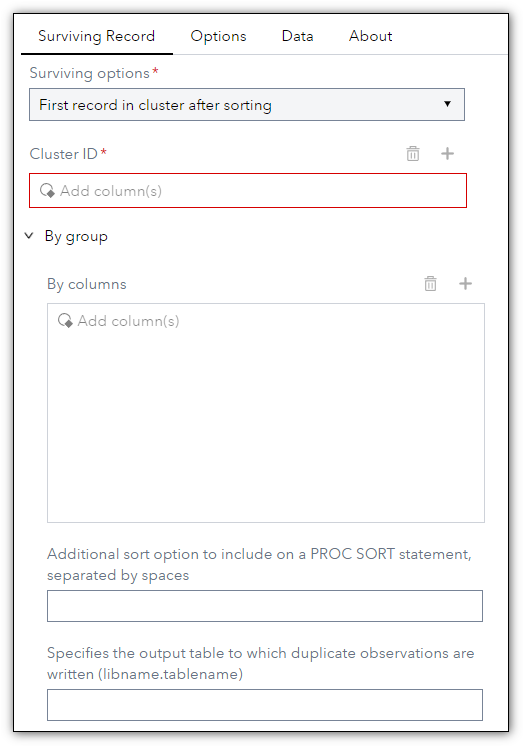 Surviving Record Options Data About
Surviving options*
First record in cluster after sorting
Cluster ID*
Add column(s)
By group
By columns
Add column(s)
Additional sort option to include on a PROC SORT statement,
separated by spaces
Specifies the output table to which duplicate observations are
written (libname.tablename)